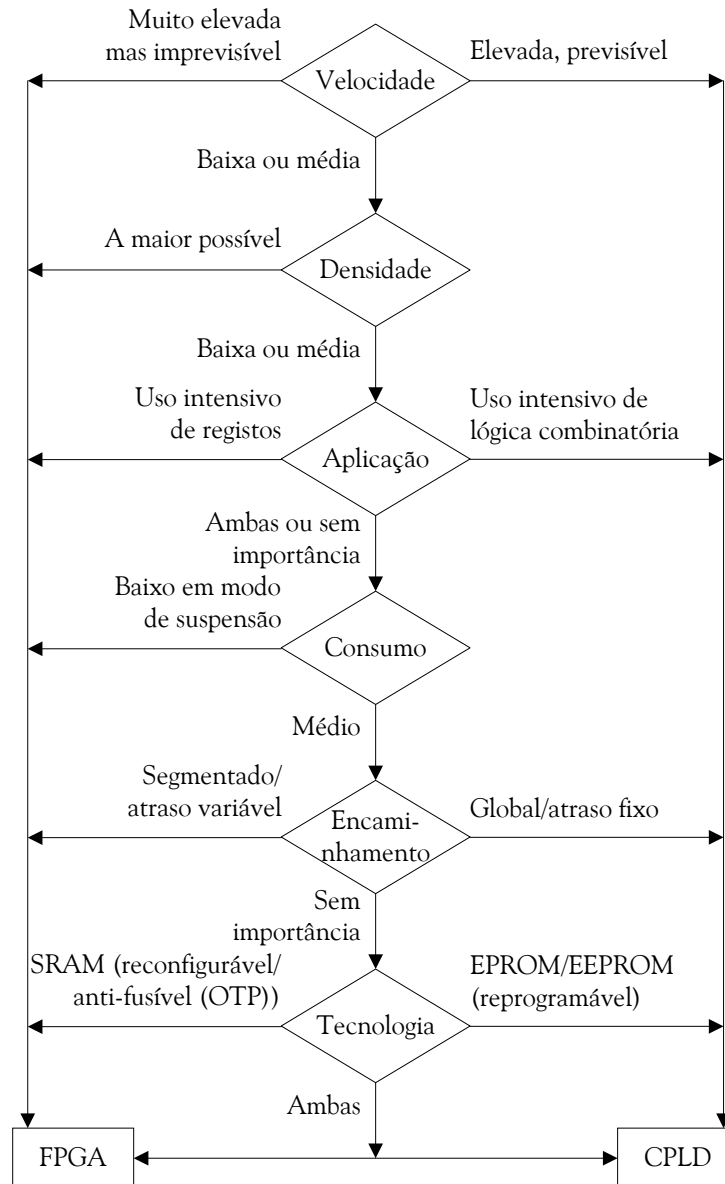 Muito elevada
mas imprevisível
Elevada, previsível
Velocidade
Baixa ou média
A maior possível
Densidade
Baixa ou média
Uso intensivo
de registos
Uso intensivo de
lógica combinatória
Aplicação
Ambas ou sem
importância
Baixo em modo
de suspensão
Consumo
Médio
Segmentado/
atraso variável
Global/atraso fixo
Encami-
nhamento
Sem
importância
SRAM (reconfigurável/
anti-fusível (OTP))
EPROM/EEPROM
(reprogramável)
Tecnologia
Ambas
FPGA
CPLD